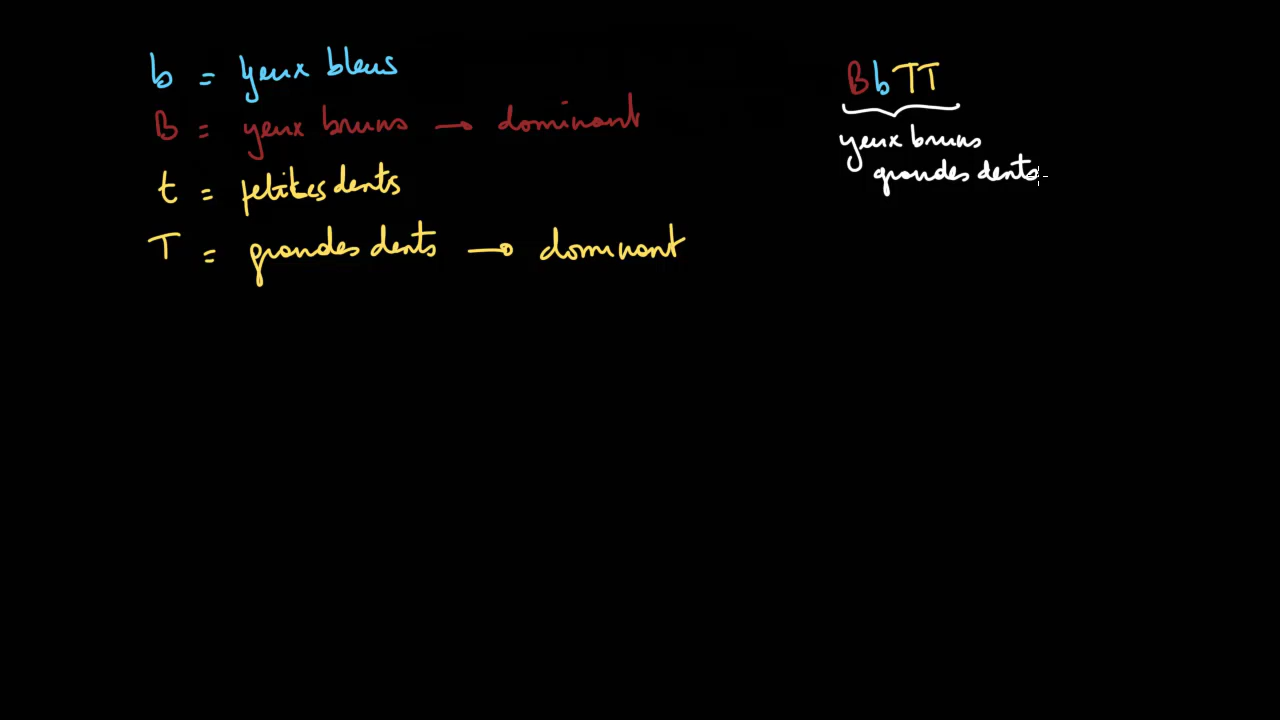 b = yeux bleus
B = yeux bruns → dominant
t = petites dents
T = grandes dents → dominant
BbTT
yeux bruns
grandes dents